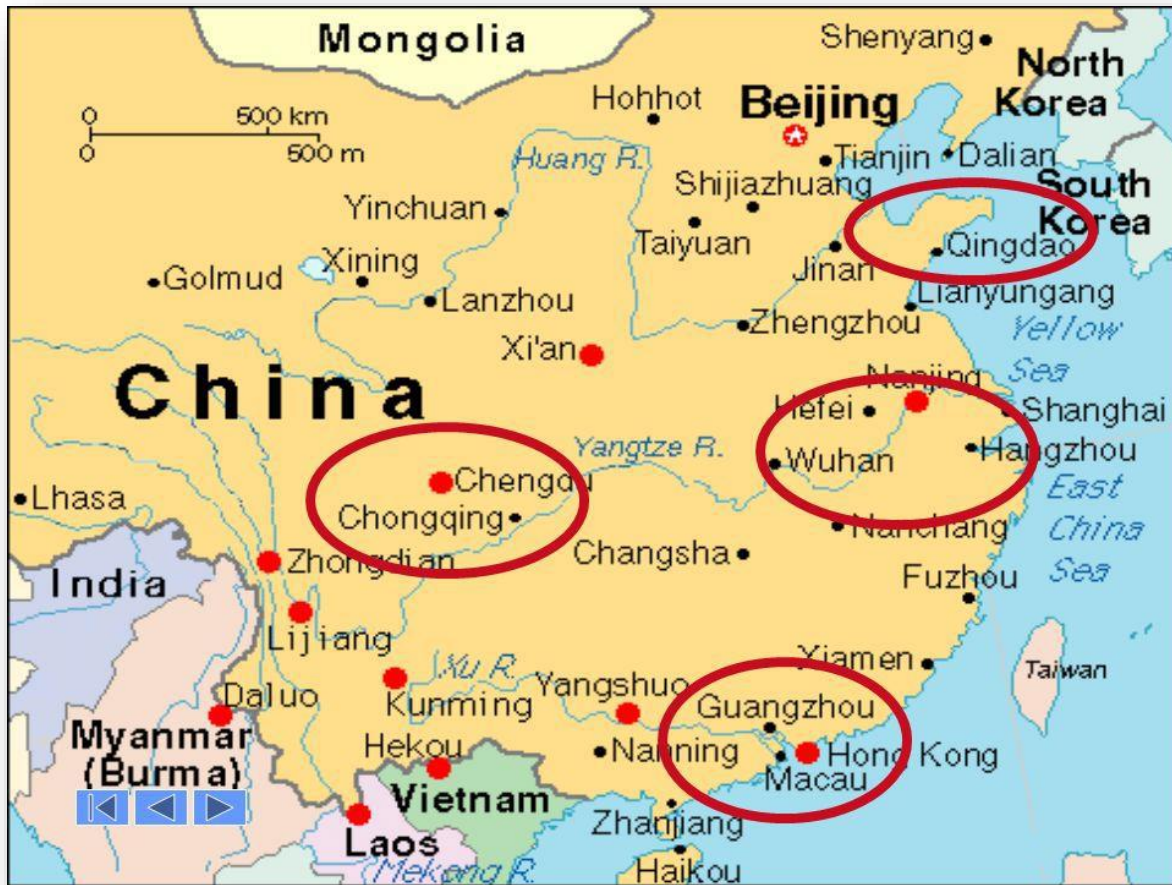 Mongolia
Shenyang
North
Korea
Hohhot
Beijing
0 500 km
0 500 m
Huang R.
Tianjin
Dalian
Shijiazhuang
South
Korea
Yinchuan
Taiyuan
Jinan
Qingdao
Xining
Golmud
Lanzhou
Lianyungang
Zhengzhou
Yellow
Sea
Xi'an
China
Nanjing
Hefei
Shanghai
Yangtze R.
Wuhan
Hangzhou
Chengdu
Lhasa
Chongqing
East
China
Sea
Nanchang
Changsha
Zhongdian
India
Fuzhou
Lijiang
Xu R.
Xiamen
Taiwan
Yangshuo
Daluo
Kunming
Guangzhou
Myanmar
(Burma)
Hekou
Nanning
Hong Kong
Macau
Vietnam
Zhanjiang
Laos
Mekong R.
Haikou